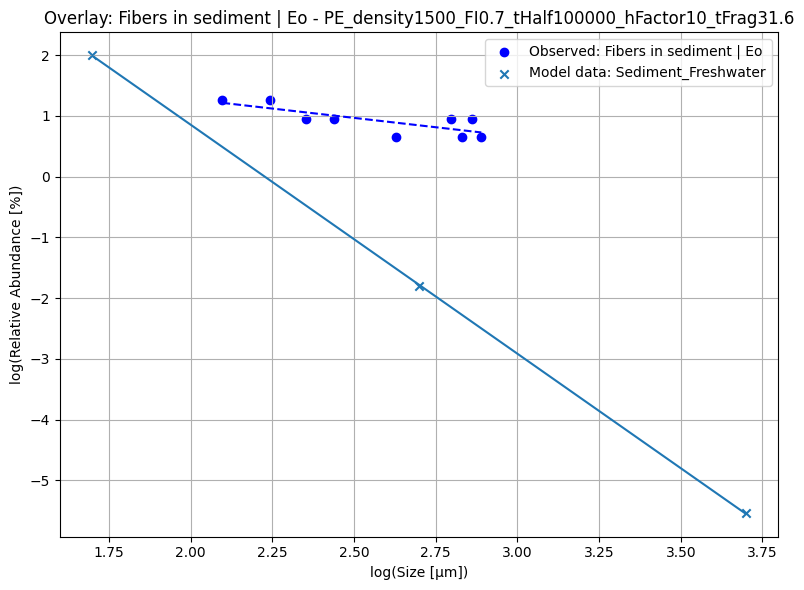 Overlay: Fibers in sediment | Eo - PE_density1500_FI0.7_tHalf100000_hFactor10_tFrag31.6
Observed: Fibers in sediment | Eo
Model data: Sediment_Freshwater
log(Relative Abundance [%])
2
1
0
−1
−2
−3
−4
−5
1.75 2.00 2.25 2.50 2.75 3.00 3.25 3.50 3.75
log(Size [µm])